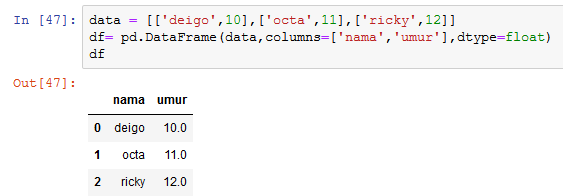 In [47]: data = [['deigo',10],['octa',11],['ricky',12]]
df= pd.DataFrame(data,columns=['nama','umur'],dtype=float)
df
Out[47]:
nama umur
0 deigo 10.0
1 octa 11.0
2 ricky 12.0